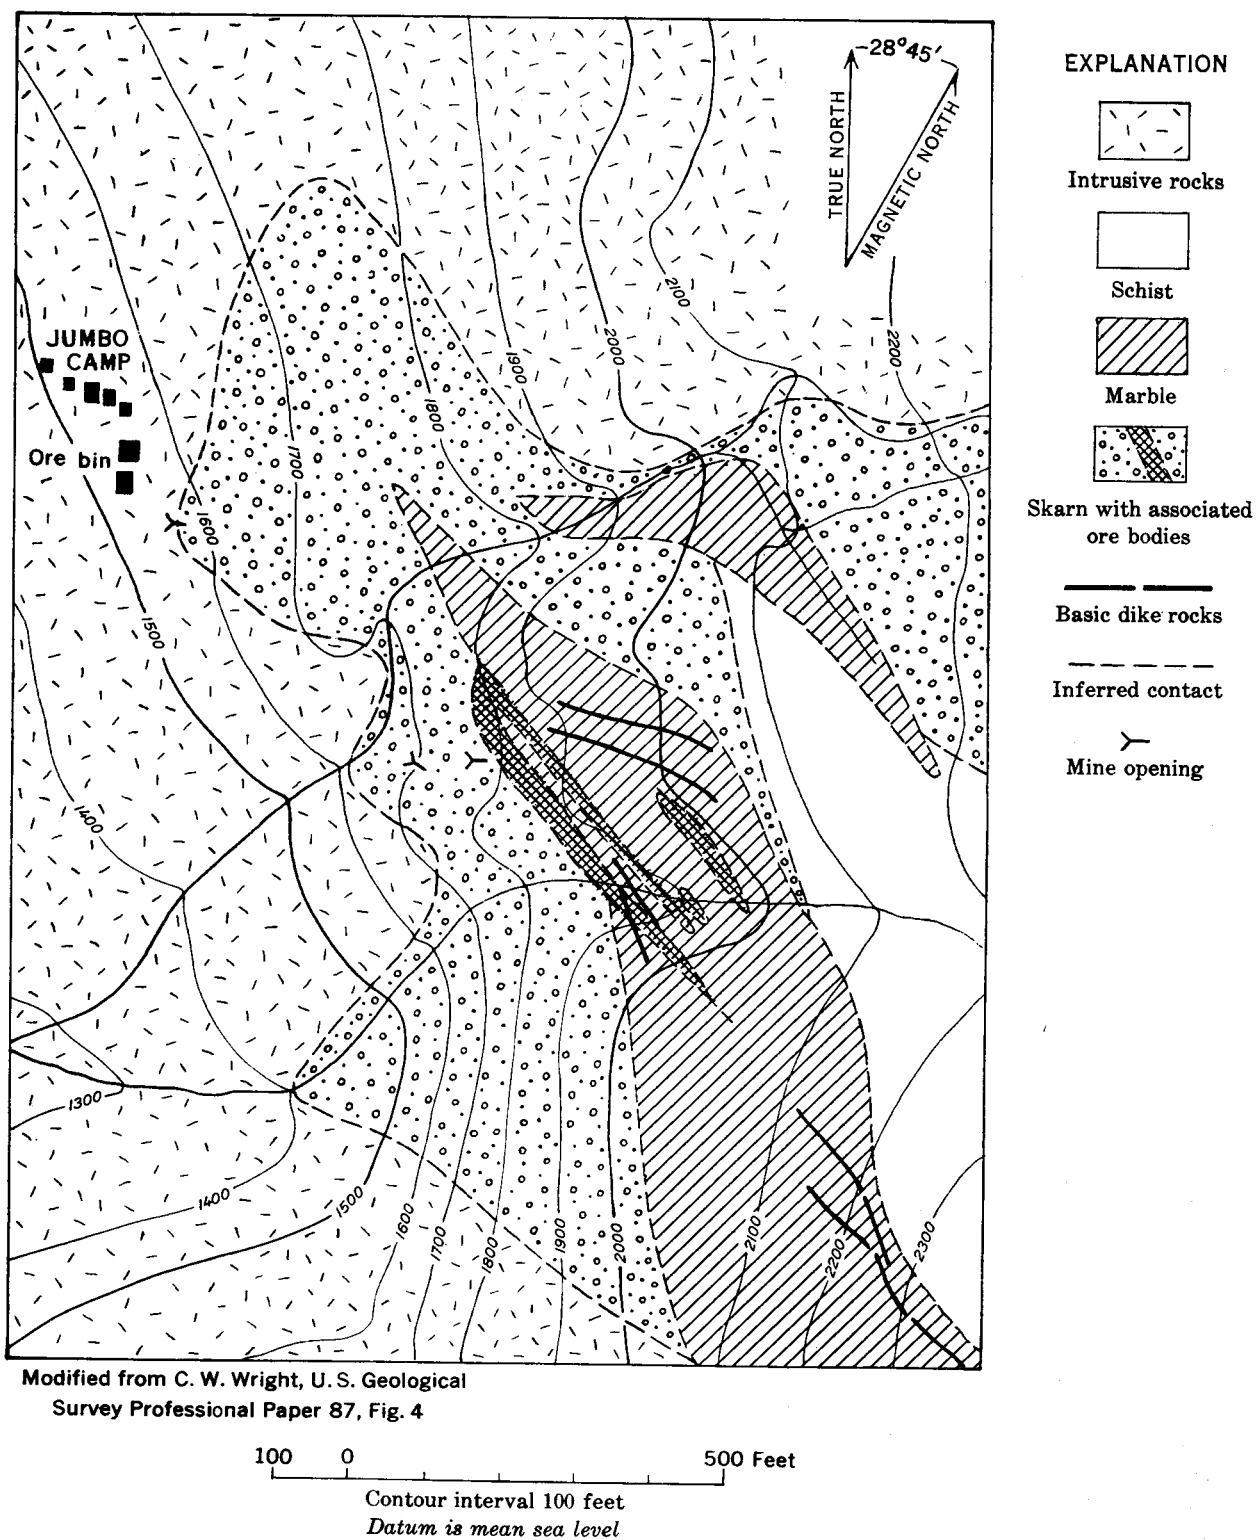 28°45'
TRUE NORTH
MAGNETIC NORTH
2100
2200
2000
JUMBO
CAMP
1900
1800
Ore bin
1700
1600
1500
1400
1300
1400
1500
1600
1700
1800
1900
2000
2100
2200
2300
EXPLANATION
Intrusive rocks
Schist
Marble
Skarn with associated
ore bodies
Basic dike rocks
Inferred contact
Mine opening
Modified from C. W. Wright, U. S. Geological
Survey Professional Paper 87, Fig. 4
100 0 500 Feet
Contour interval 100 feet
Datum is mean sea level